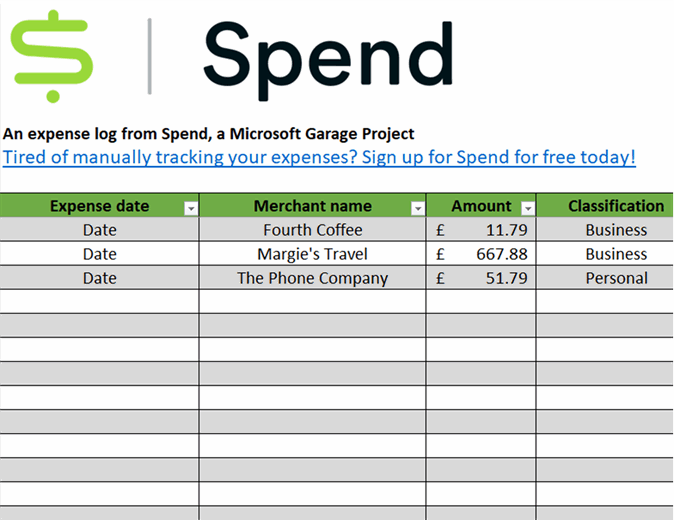 $ | Spend
An expense log from Spend, a Microsoft Garage Project
Tired of manually tracking your expenses? Sign up for Spend for free today!
Expense date Merchant name Amount Classification
Date Fourth Coffee £ 11.79 Business
Date Margie's Travel £ 667.88 Business
Date The Phone Company £ 51.79 Personal